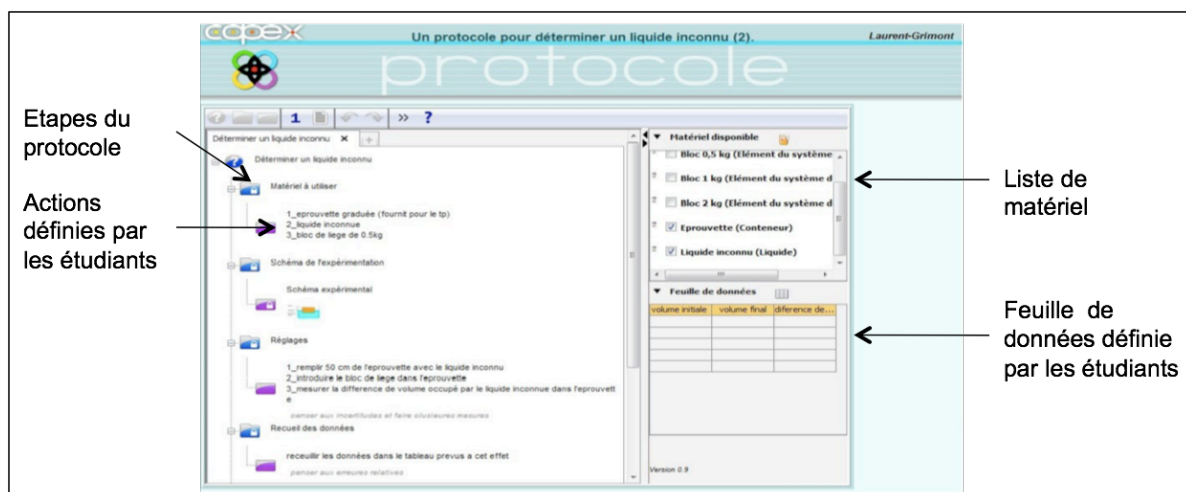 copex
Un protocole pour déterminer un liquide inconnu (2).
Laurent-Grimont
protocole
Etapes du
protocole
Actions
définies par
les étudiants
1
»
?
Déterminer un liquide inconnu
Déterminer un liquide inconnu
Matériel à utiliser
1_eprouvette graduée (fournit pour le tp)
2_liquide inconnue
3_bloc de liege de 0.5kg
Schéma de l'expérimentation
Schéma expérimental
Réglages
1_remplir 50 cm de l'eprouvette avec le liquide inconnu
2_introduire le bloc de liege dans l'eprouvette
3_mesurer la difference de volume occupé par le liquide inconnue dans l'eprouvett
e
penser aux incertitudes et faire plusieures mesures
Recueil des données
receuillir les données dans le tableau prevus a cet effet
penser aux erreures relatives
Matériel disponible
Bloc 0,5 kg (Elément du système
Bloc 1 kg (Elément du système d
Bloc 2 kg (Elément du système d
Eprouvette (Conteneur)
Liquide inconnu (Liquide)
Feuille de données
volume initiale volume final diference de...
Version 0.9
Liste de
matériel
Feuille de
données définie
par les étudiants